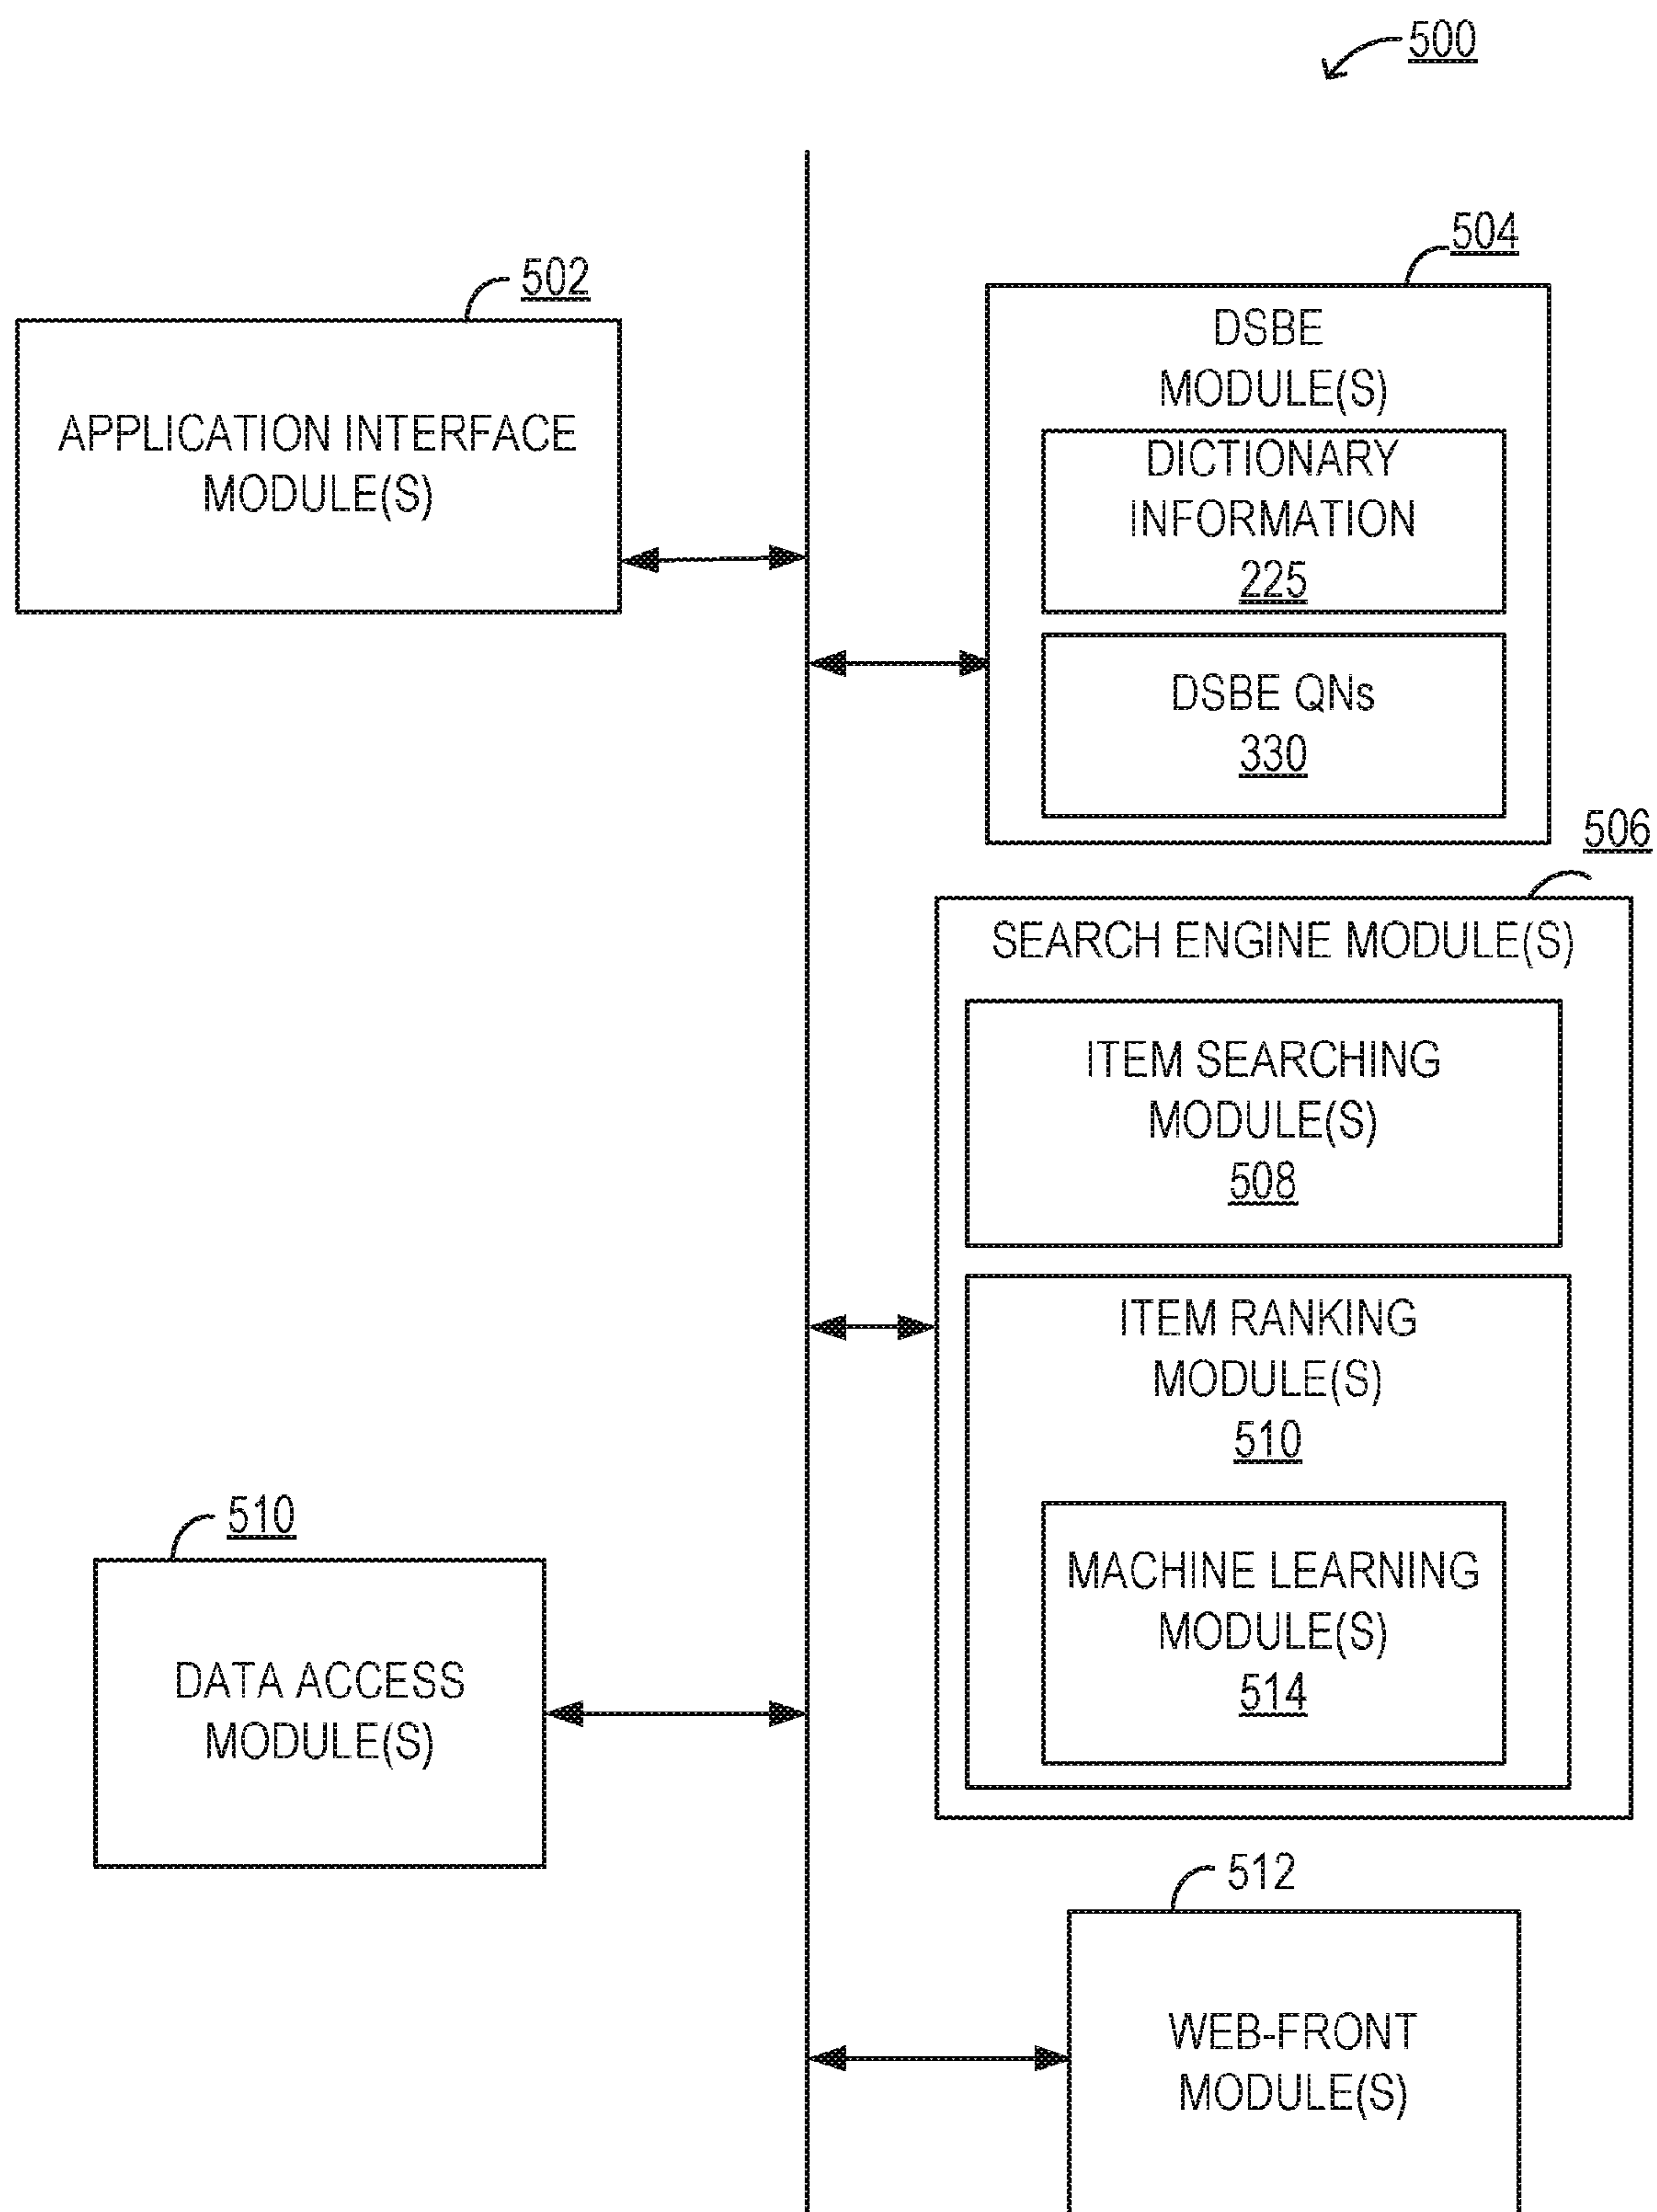 500
502
APPLICATION INTERFACE
MODULE(S)
504
DSBE
MODULE(S)
DICTIONARY
INFORMATION
225
DSBE QNs
330
506
SEARCH ENGINE MODULE(S)
ITEM SEARCHING
MODULE(S)
508
ITEM RANKING
MODULE(S)
510
MACHINE LEARNING
MODULE(S)
514
510
DATA ACCESS
MODULE(S)
512
WEB-FRONT
MODULE(S)